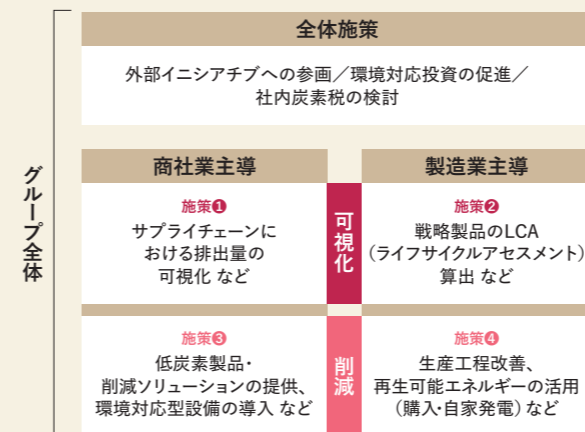 グループ全体
全体施策
外部イニシアチブへの参画／環境対応投資の促進／
社内炭素税の検討
商社業主導
製造業主導
施策❶
サプライチェーンに
おける排出量の
可視化 など
可視化
施策❷
戦略製品のLCA
（ライフサイクルアセスメント）
算出 など
施策❸
低炭素製品・
削減ソリューションの提供、
環境対応型設備の導入 など
削減
施策❹
生産工程改善、
再生可能エネルギーの活用
（購入・自家発電）など